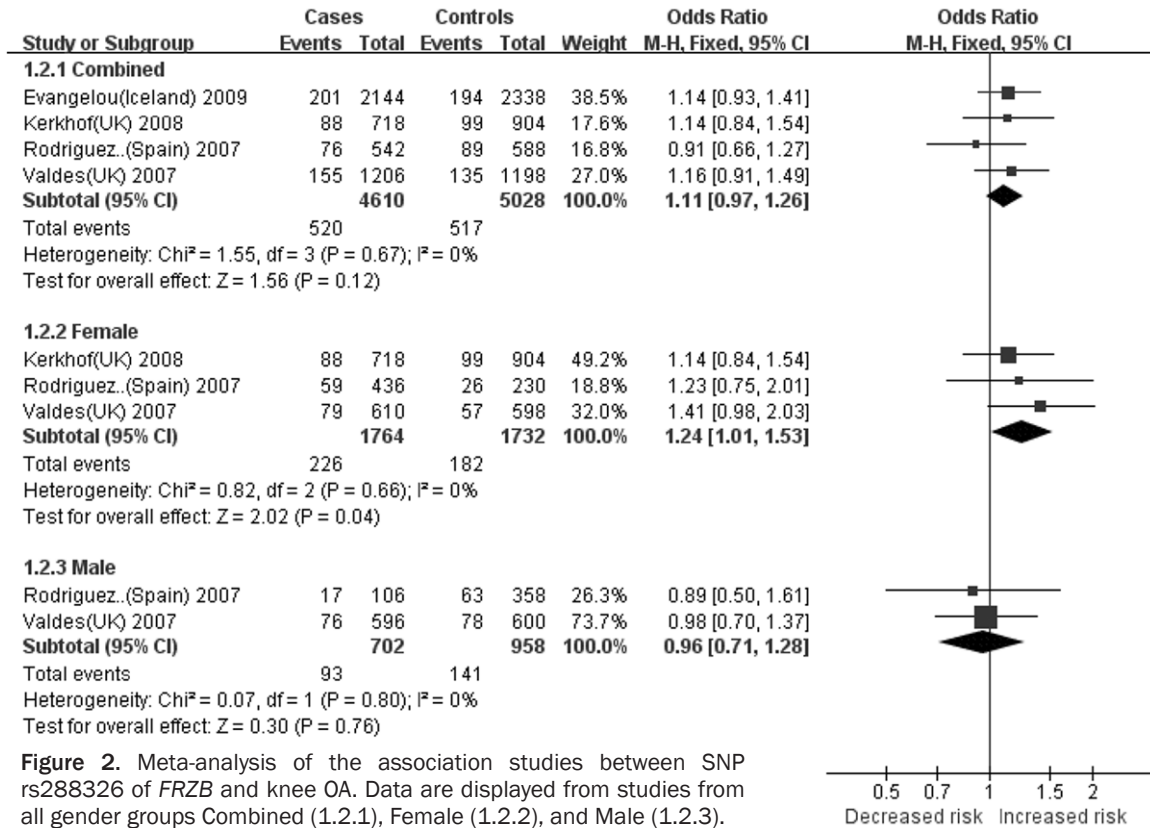 Cases Controls Odds Ratio Odds Ratio
Study or Subgroup Events Total Events Total Weight M-H, Fixed, 95% CI M-H, Fixed, 95% CI
1.2.1 Combined
Evangelou(Iceland) 2009 201 2144 194 2338 38.5% 1.14 [0.93, 1.41]
Kerkhof(UK) 2008 88 718 99 904 17.6% 1.14 [0.84, 1.54]
Rodriguez..(Spain) 2007 76 542 89 588 16.8% 0.91 [0.66, 1.27]
Valdes(UK) 2007 155 1206 135 1198 27.0% 1.16 [0.91, 1.49]
Subtotal (95% CI) 4610 5028 100.0% 1.11 [0.97, 1.26]
Total events 520 517
Heterogeneity: Chi² = 1.55, df = 3 (P = 0.67); I² = 0%
Test for overall effect: Z = 1.56 (P = 0.12)
1.2.2 Female
Kerkhof(UK) 2008 88 718 99 904 49.2% 1.14 [0.84, 1.54]
Rodriguez..(Spain) 2007 59 436 26 230 18.8% 1.23 [0.75, 2.01]
Valdes(UK) 2007 79 610 57 598 32.0% 1.41 [0.98, 2.03]
Subtotal (95% CI) 1764 1732 100.0% 1.24 [1.01, 1.53]
Total events 226 182
Heterogeneity: Chi² = 0.82, df = 2 (P = 0.66); I² = 0%
Test for overall effect: Z = 2.02 (P = 0.04)
1.2.3 Male
Rodriguez..(Spain) 2007 17 106 63 358 26.3% 0.89 [0.50, 1.61]
Valdes(UK) 2007 76 596 78 600 73.7% 0.98 [0.70, 1.37]
Subtotal (95% CI) 702 958 100.0% 0.96 [0.71, 1.28]
Total events 93 141
Heterogeneity: Chi² = 0.07, df = 1 (P = 0.80); I² = 0%
Test for overall effect: Z = 0.30 (P = 0.76)
Figure 2. Meta-analysis of the association studies between SNP
rs288326 of FRZB and knee OA. Data are displayed from studies from
all gender groups Combined (1.2.1), Female (1.2.2), and Male (1.2.3).
0.5 0.7 1 1.5 2
Decreased risk Increased risk